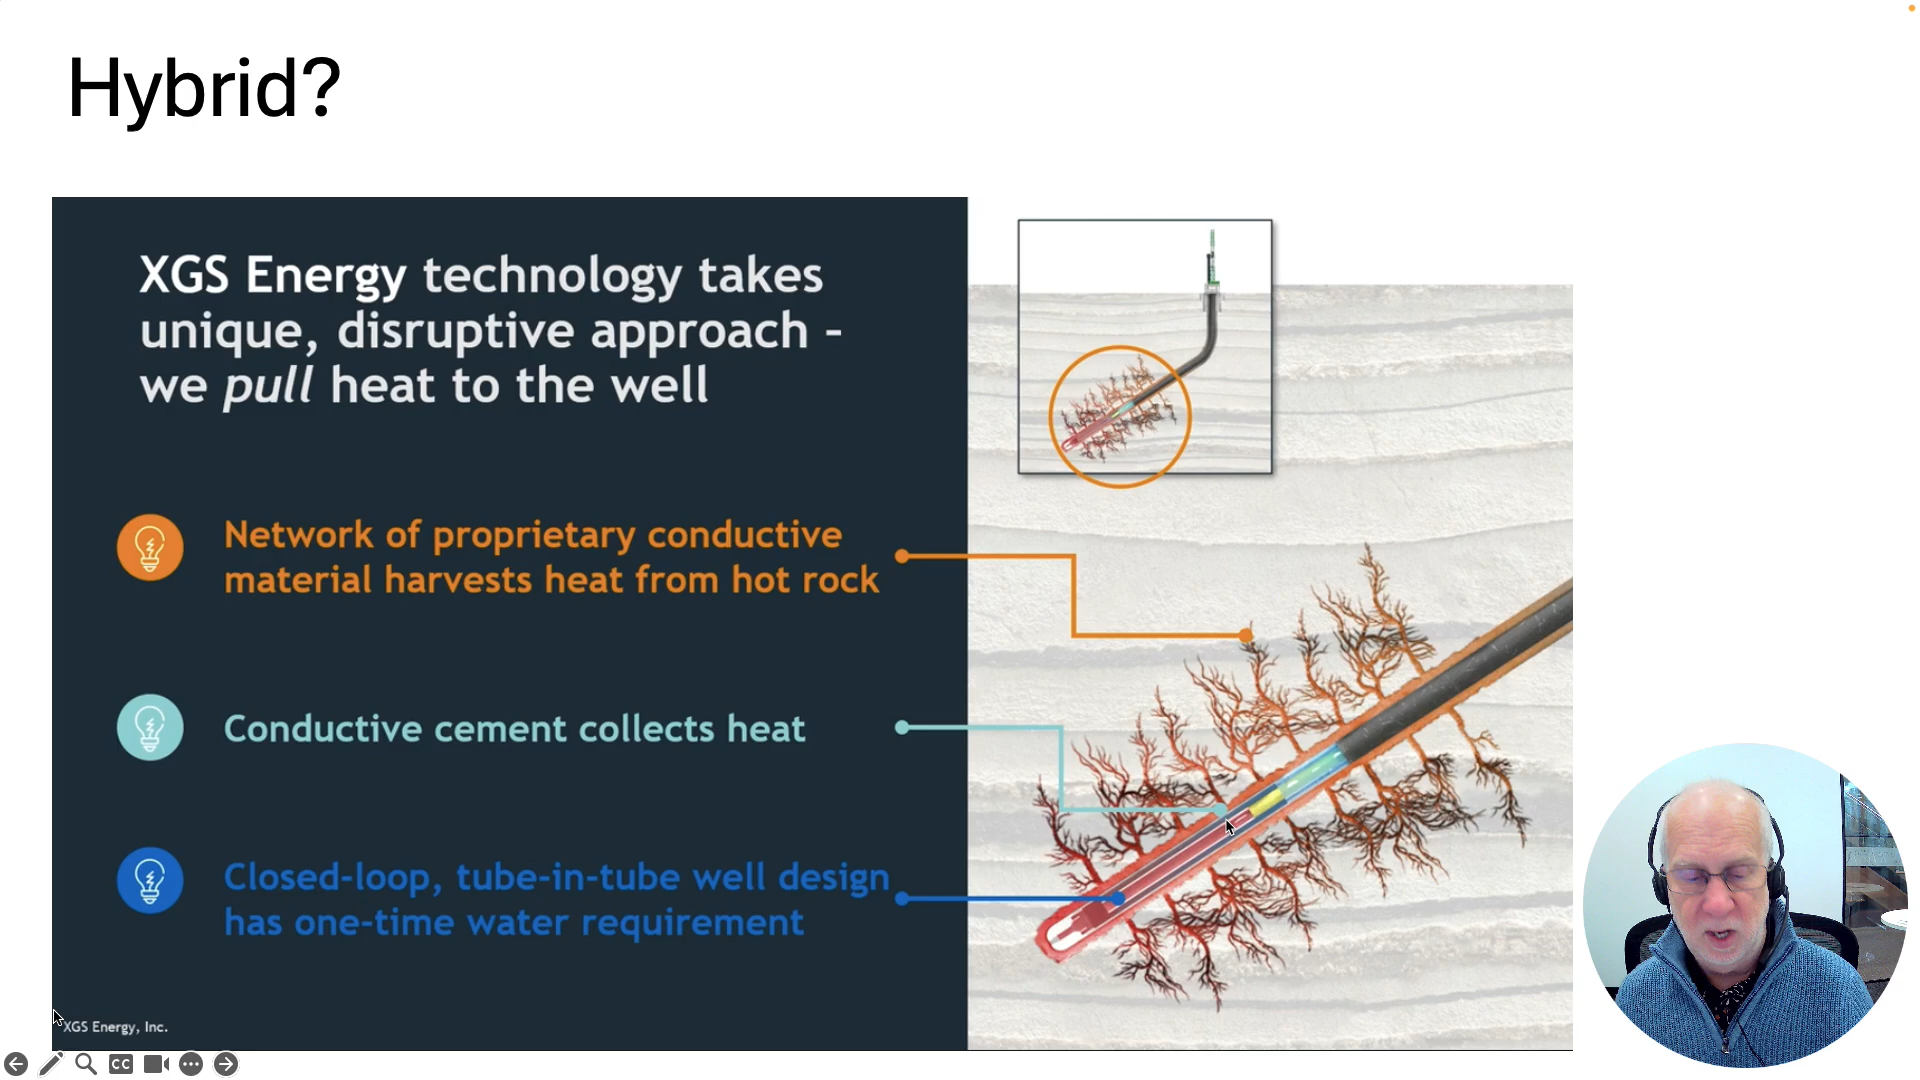 Hybrid?
XGS Energy technology takes
unique, disruptive approach -
we pull heat to the well
Network of proprietary conductive
material harvests heat from hot rock
Conductive cement collects heat
Closed-loop, tube-in-tube well design
has one-time water requirement
XGS Energy, Inc.
CC